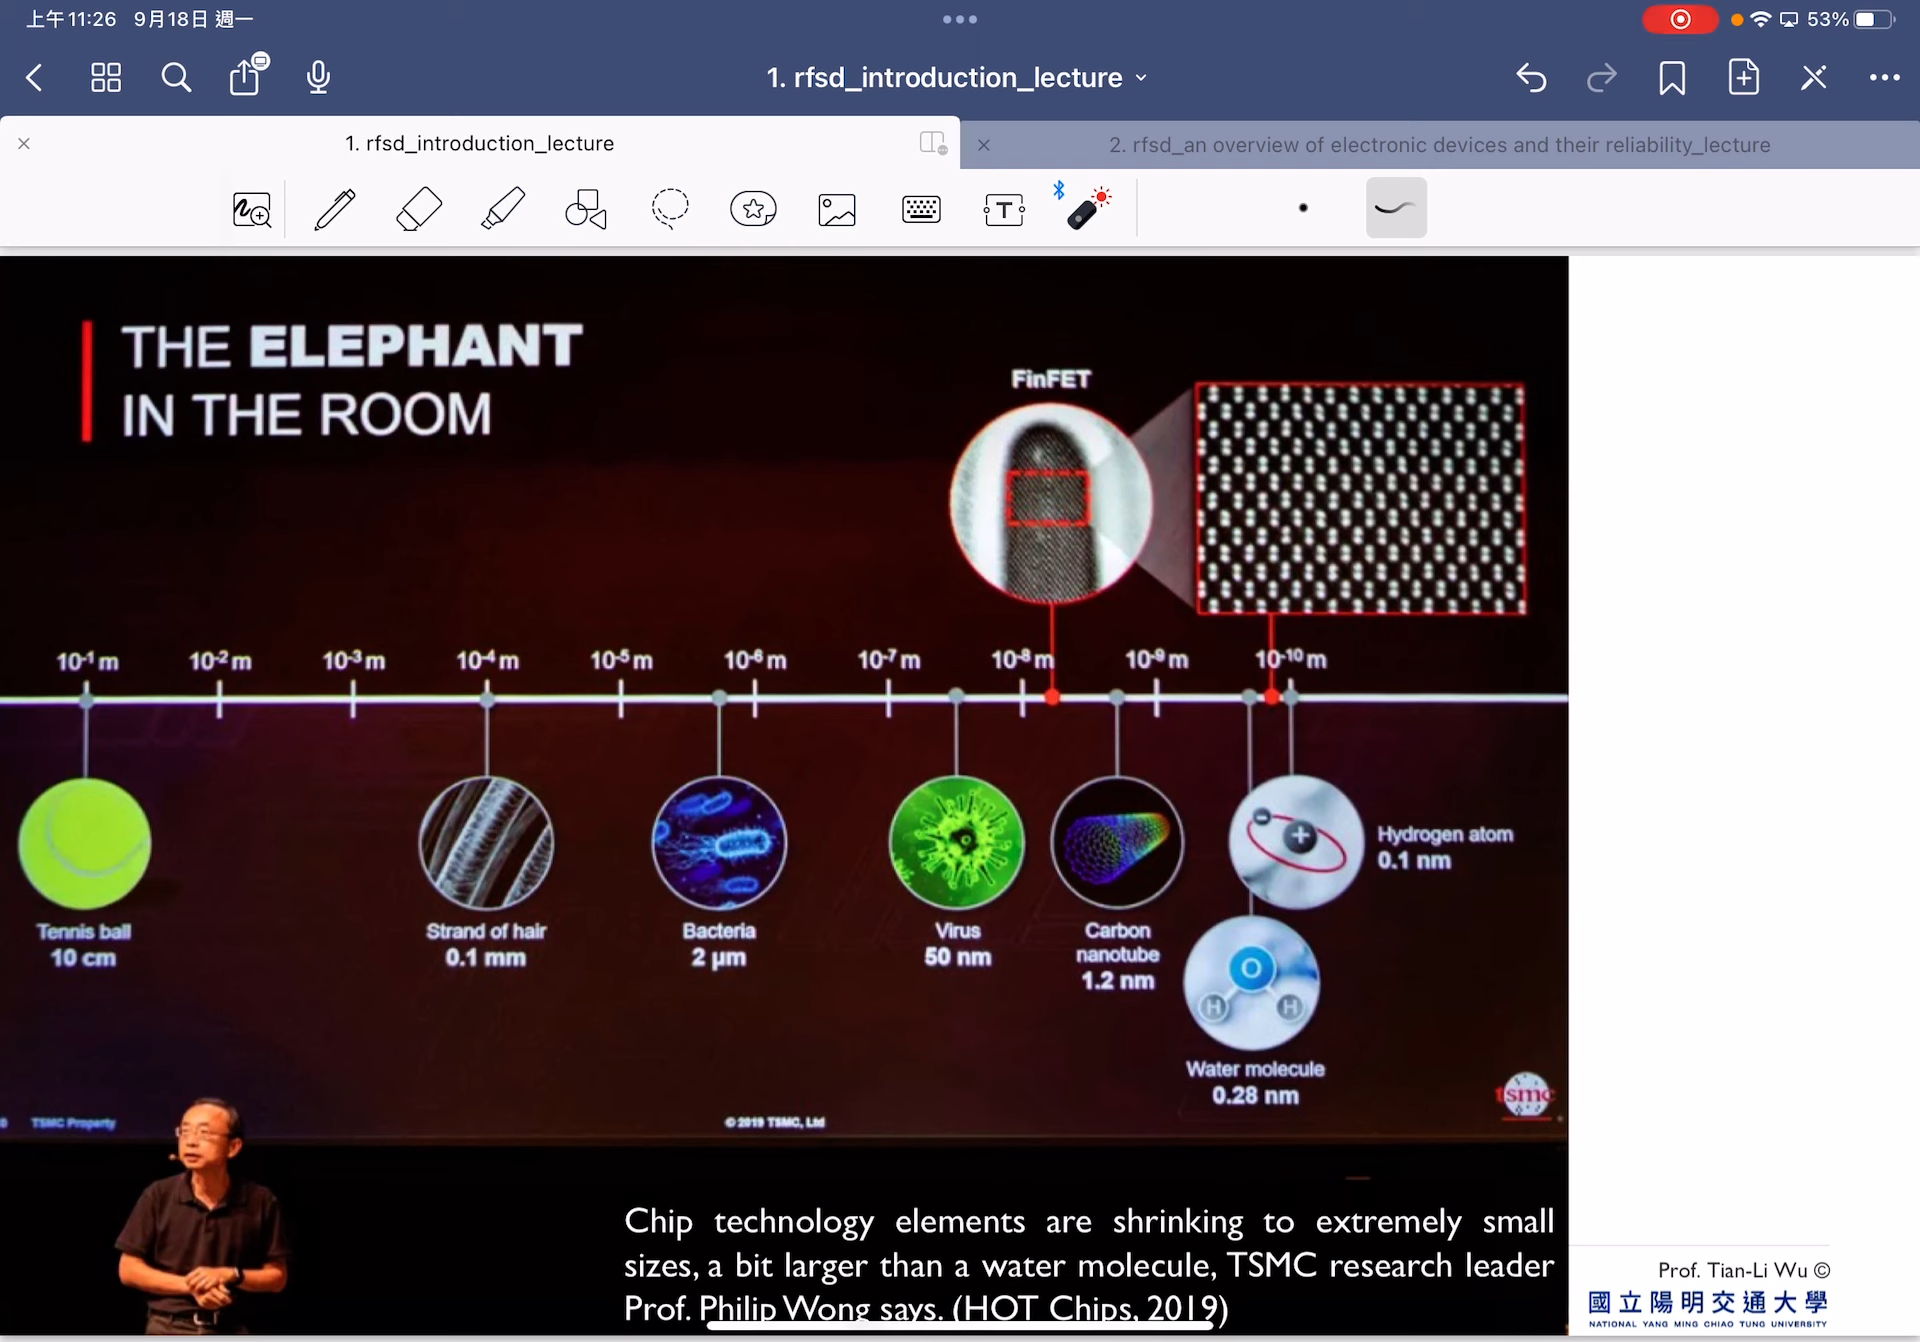 上午11:26 9月18日 週一
53%
1. rfsd_introduction_lecture
1. rfsd_introduction_lecture
2. rfsd_an overview of electronic devices and their reliability_lecture
THE ELEPHANT
IN THE ROOM
FinFET
10-1 m 10-2 m 10-3 m 10-4 m 10-5 m 10-6 m 10-7 m 10-8 m 10-9 m 10-10 m
Tennis ball
10 cm
Strand of hair
0.1 mm
Bacteria
2 µm
Virus
50 nm
Carbon
nanotube
1.2 nm
Hydrogen atom
0.1 nm
O
H H
Water molecule
0.28 nm
TSMC Property
© 2019 TSMC, Ltd
tsmc
Chip technology elements are shrinking to extremely small
sizes, a bit larger than a water molecule, TSMC research leader
Prof. Philip Wong says. (HOT Chips, 2019)
Prof. Tian-Li Wu ©
國立陽明交通大學
NATIONAL YANG MING CHIAO TUNG UNIVERSITY